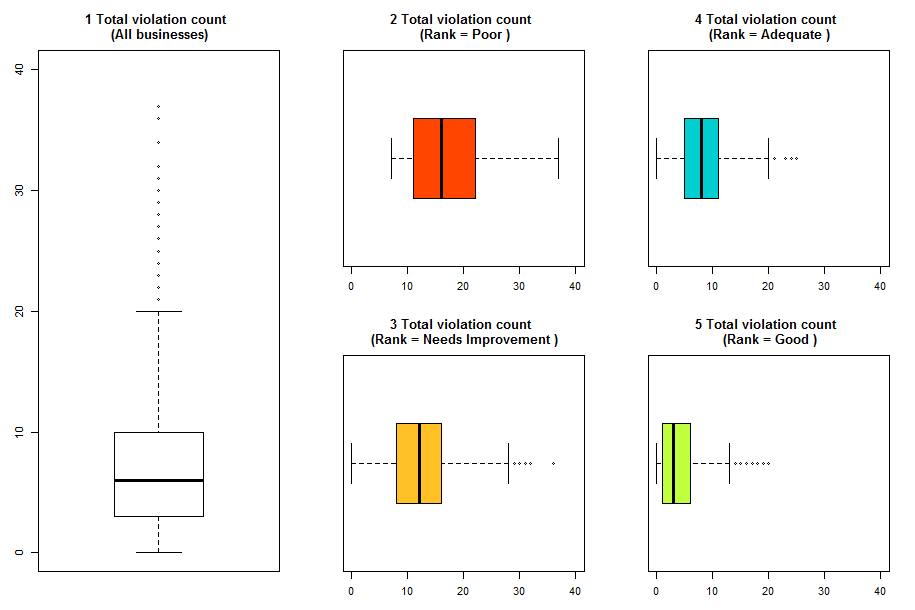 1 Total violation count
(All businesses)
0
10
20
30
40
2 Total violation count
(Rank = Poor )
0 10 20 30 40
3 Total violation count
(Rank = Needs Improvement )
0 10 20 30 40
4 Total violation count
(Rank = Adequate )
0 10 20 30 40
5 Total violation count
(Rank = Good )
0 10 20 30 40